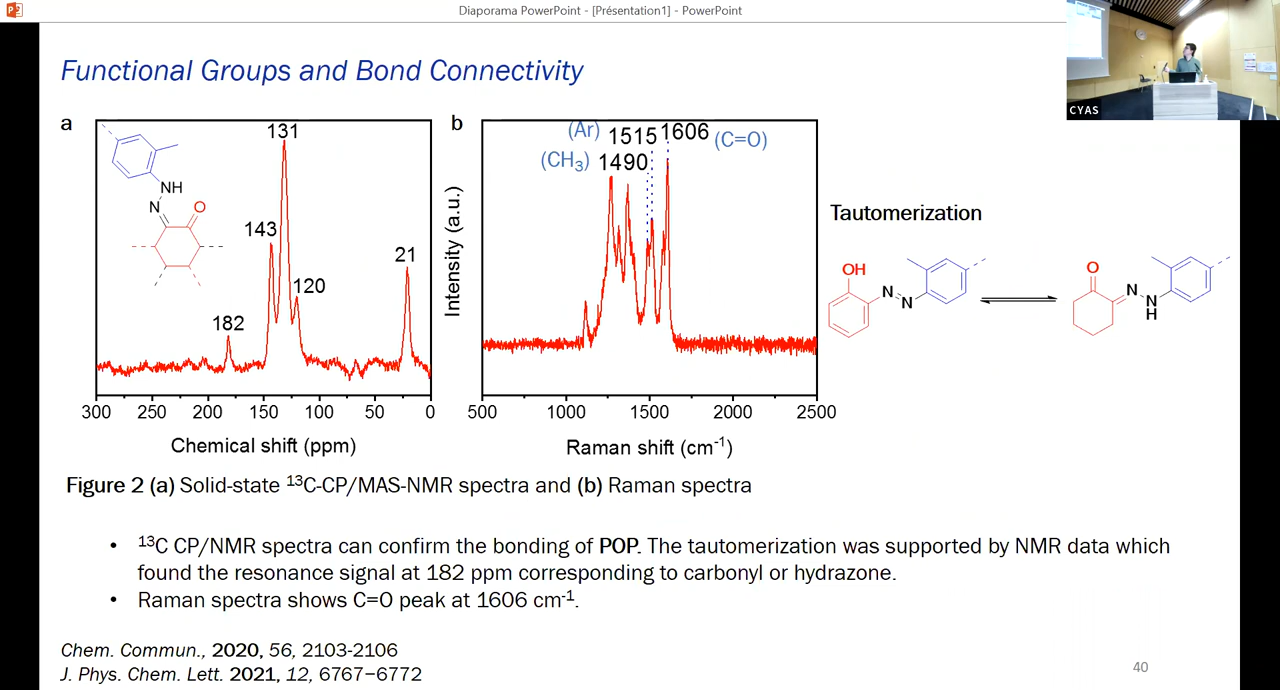 Diaporama PowerPoint - [Présentation1] - PowerPoint
CYAS
Functional Groups and Bond Connectivity
a
131
143
120
182
21
NH
N
O
300 250 200 150 100 50 0
Chemical shift (ppm)
b
(Ar) 1515 1606 (C=O)
(CH₃) 1490
Intensity (a.u.)
500 1000 1500 2000 2500
Raman shift (cm⁻¹)
Tautomerization
OH
N
N
O
N
N
H
Figure 2 (a) Solid-state ¹³C-CP/MAS-NMR spectra and (b) Raman spectra
• ¹³C CP/NMR spectra can confirm the bonding of POP. The tautomerization was supported by NMR data which
found the resonance signal at 182 ppm corresponding to carbonyl or hydrazone.
• Raman spectra shows C=O peak at 1606 cm⁻¹.
Chem. Commun., 2020, 56, 2103-2106
J. Phys. Chem. Lett. 2021, 12, 6767−6772
40